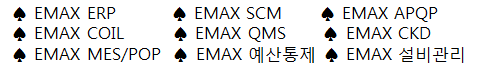 ♠ EMAX ERP ♠ EMAX SCM ♠ EMAX APQP
♠ EMAX COIL ♠ EMAX QMS ♠ EMAX CKD
♠ EMAX MES/POP ♠ EMAX 예산통제 ♠ EMAX 설비관리